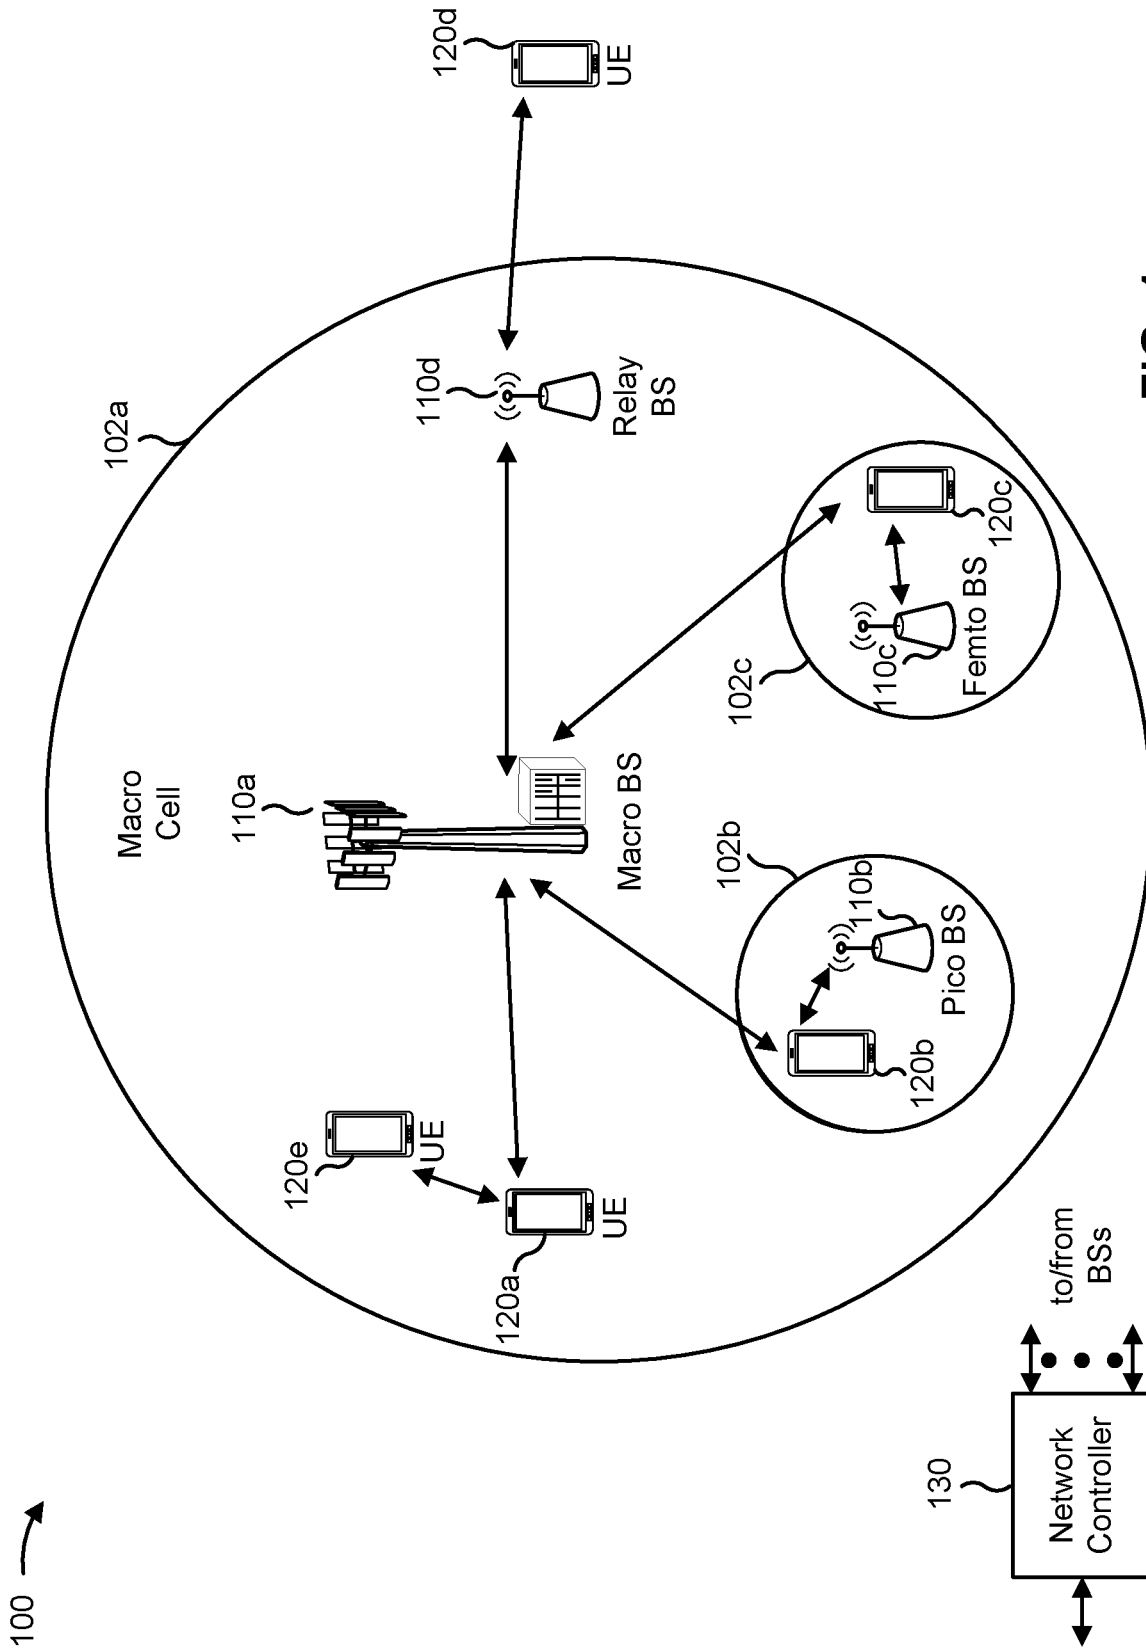 100
102a
Macro
Cell
110a
120e
110d
120d
UE
120a
UE
Macro BS
Relay
BS
UE
102b
102c
110b
110c
120b
130
Pico BS
Femto BS
120c
Network
Controller
to/from
BSs